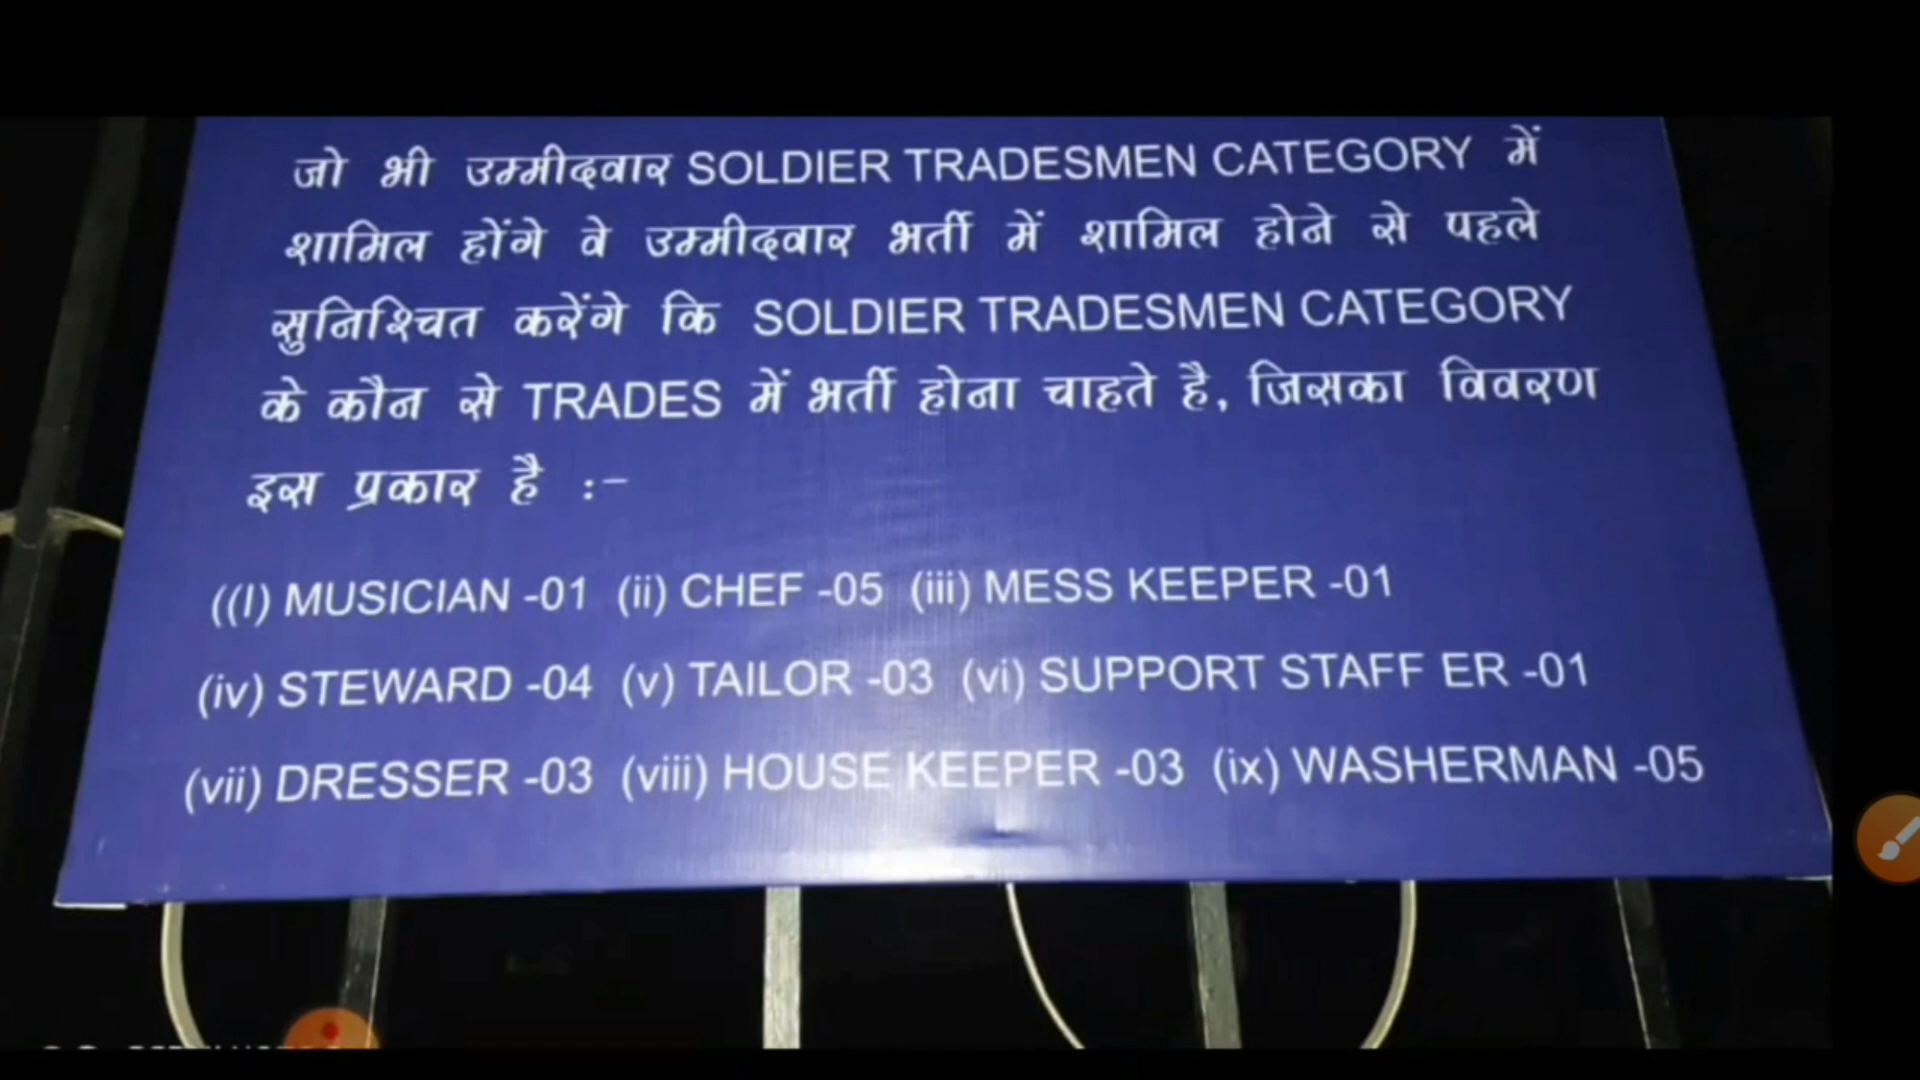 जो भी उम्मीदवार SOLDIER TRADESMEN CATEGORY में
शामिल होंगे वे उम्मीदवार भर्ती में शामिल होने से पहले
सुनिश्चित करेंगे कि SOLDIER TRADESMEN CATEGORY
के कौन से TRADES में भर्ती होना चाहते है, जिसका विवरण
इस प्रकार है :-
((I) MUSICIAN -01 (ii) CHEF -05 (iii) MESS KEEPER -01
(iv) STEWARD -04 (v) TAILOR -03 (vi) SUPPORT STAFF ER -01
(vii) DRESSER -03 (viii) HOUSE KEEPER -03 (ix) WASHERMAN -05